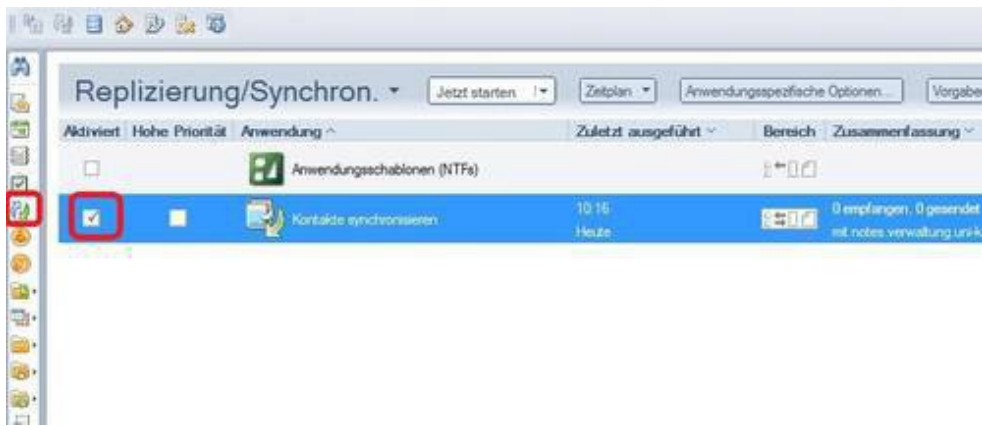 Replizierung/Synchron. Jetzt starten Zeitplan Anwendungsspezifische Optionen... Vorgabe
Aktiviert Hohe Priorität Anwendung Zuletzt ausgeführt Bereich Zusammenfassung
Anwendungsschablonen (NTFs)
Kontakte synchronisieren 10:16 0 empfangen, 0 gesendet
Heute mit notes verwaltung